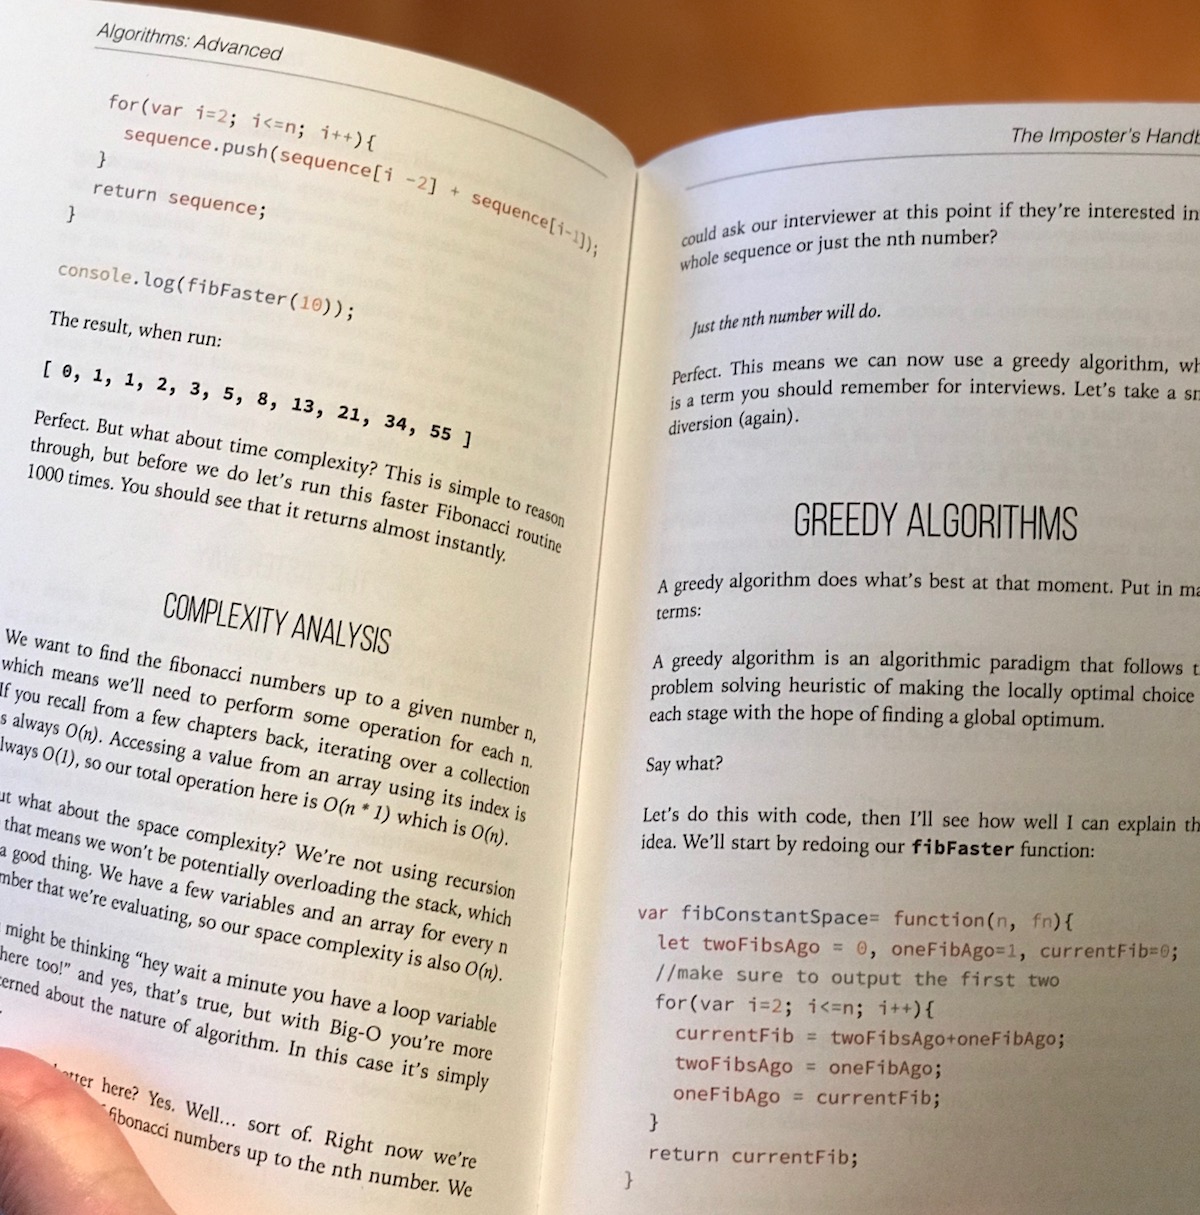 Algorithms: Advanced
for(var i=2; i<=n; i++){
sequence.push(sequence[i -2] + sequence[i-1]);
}
return sequence;
}
console.log(fibFaster(10));
The result, when run:
[ 0, 1, 1, 2, 3, 5, 8, 13, 21, 34, 55 ]
Perfect. But what about time complexity? This is simple to reason
through, but before we do let's run this faster Fibonacci routine
1000 times. You should see that it returns almost instantly.
COMPLEXITY ANALYSIS
We want to find the fibonacci numbers up to a given number n,
which means we'll need to perform some operation for each n.
If you recall from a few chapters back, iterating over a collection
s always O(n). Accessing a value from an array using its index is
lways O(1), so our total operation here is O(n * 1) which is O(n).
ut what about the space complexity? We're not using recursion
that means we won't be potentially overloading the stack, which
a good thing. We have a few variables and an array for every n
mber that we're evaluating, so our space complexity is also O(n).
might be thinking "hey wait a minute you have a loop variable
here too!" and yes, that's true, but with Big-O you're more
erned about the nature of algorithm. In this case it's simply
here? Yes. Well... sort of. Right now we're
fibonacci numbers up to the nth number. We
The Imposter's Handb
could ask our interviewer at this point if they're interested in
whole sequence or just the nth number?
Just the nth number will do.
Perfect. This means we can now use a greedy algorithm, wh
is a term you should remember for interviews. Let's take a sm
diversion (again).
GREEDY ALGORITHMS
A greedy algorithm does what's best at that moment. Put in ma
terms:
A greedy algorithm is an algorithmic paradigm that follows t
problem solving heuristic of making the locally optimal choice
each stage with the hope of finding a global optimum.
Say what?
Let's do this with code, then I'll see how well I can explain th
idea. We'll start by redoing our fibFaster function:
var fibConstantSpace= function(n, fn){
let twoFibsAgo = 0, oneFibAgo=1, currentFib=0;
//make sure to output the first two
for(var i=2; i<=n; i++){
currentFib = twoFibsAgo+oneFibAgo;
twoFibsAgo = oneFibAgo;
oneFibAgo = currentFib;
}
return currentFib;
}